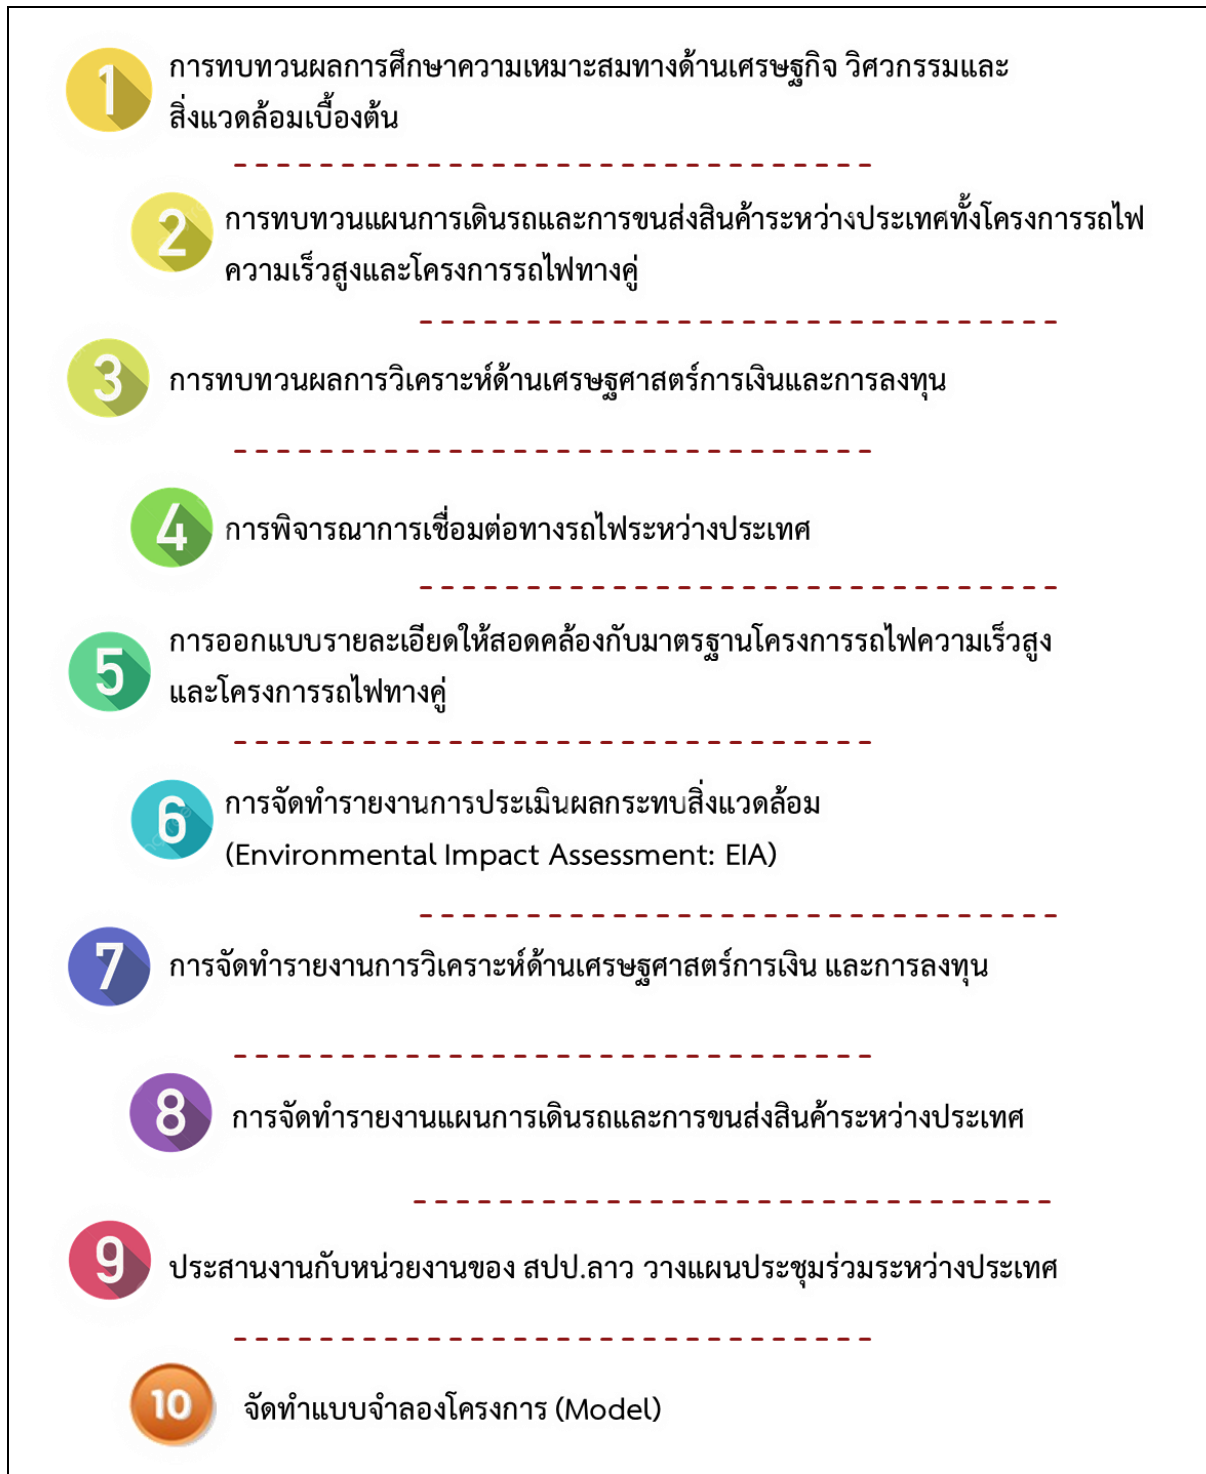 1 การทบทวนผลการศึกษาความเหมาะสมทางด้านเศรษฐกิจ วิศวกรรมและ
สิ่งแวดล้อมเบื้องต้น
2 การทบทวนแผนการเดินรถและการขนส่งสินค้าระหว่างประเทศทั้งโครงการรถไฟ
ความเร็วสูงและโครงการรถไฟทางคู่
3 การทบทวนผลการวิเคราะห์ด้านเศรษฐศาสตร์การเงินและการลงทุน
4 การพิจารณาการเชื่อมต่อทางรถไฟระหว่างประเทศ
5 การออกแบบรายละเอียดให้สอดคล้องกับมาตรฐานโครงการรถไฟความเร็วสูง
และโครงการรถไฟทางคู่
6 การจัดทำรายงานการประเมินผลกระทบสิ่งแวดล้อม
(Environmental Impact Assessment: EIA)
7 การจัดทำรายงานการวิเคราะห์ด้านเศรษฐศาสตร์การเงิน และการลงทุน
8 การจัดทำรายงานแผนการเดินรถและการขนส่งสินค้าระหว่างประเทศ
9 ประสานงานกับหน่วยงานของ สปป.ลาว วางแผนประชุมร่วมระหว่างประเทศ
10 จัดทำแบบจำลองโครงการ (Model)